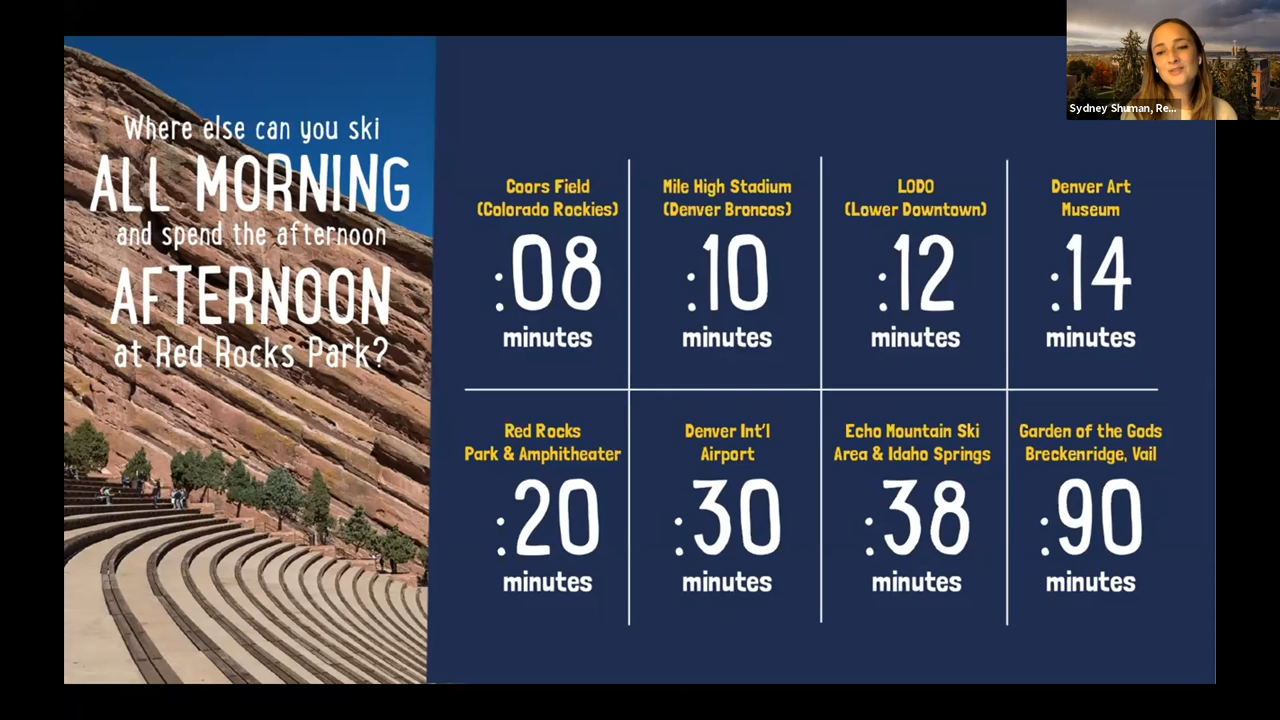 Sydney Shuman, Re...
Where else can you ski
ALL MORNING
and spend the afternoon
AFTERNOON
at Red Rocks Park?
Coors Field
(Colorado Rockies)
:08
minutes
Mile High Stadium
(Denver Broncos)
:10
minutes
LODO
(Lower Downtown)
:12
minutes
Denver Art
Museum
:14
minutes
Red Rocks
Park & Amphitheater
:20
minutes
Denver Int'l
Airport
:30
minutes
Echo Mountain Ski
Area & Idaho Springs
:38
minutes
Garden of the Gods
Breckenridge, Vail
:90
minutes